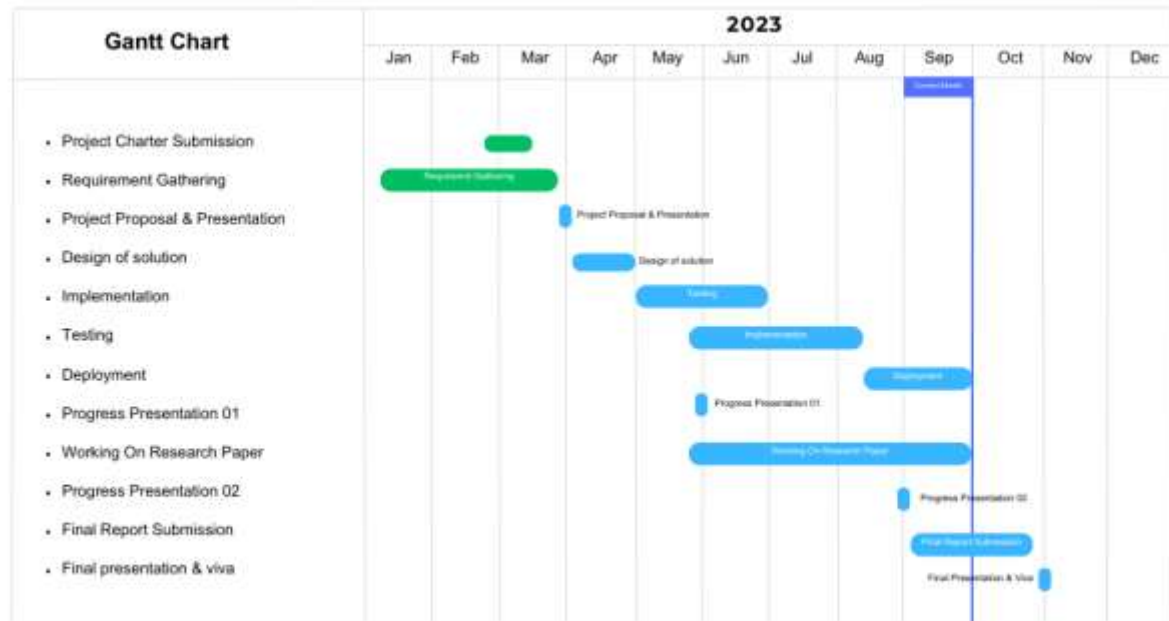 Gantt Chart
2023
Jan Feb Mar Apr May Jun Jul Aug Sep Oct Nov Dec
Current Month
• Project Charter Submission
• Requirement Gathering
Requirement Gathering
• Project Proposal & Presentation
Project Proposal & Presentation
• Design of solution
Design of solution
• Implementation
Testing
• Testing
Implementation
• Deployment
Deployment
• Progress Presentation 01
Progress Presentation 01
• Working On Research Paper
Working On Research Paper
• Progress Presentation 02
Progress Presentation 02
• Final Report Submission
Final Report Submission
• Final presentation & viva
Final Presentation & Viva